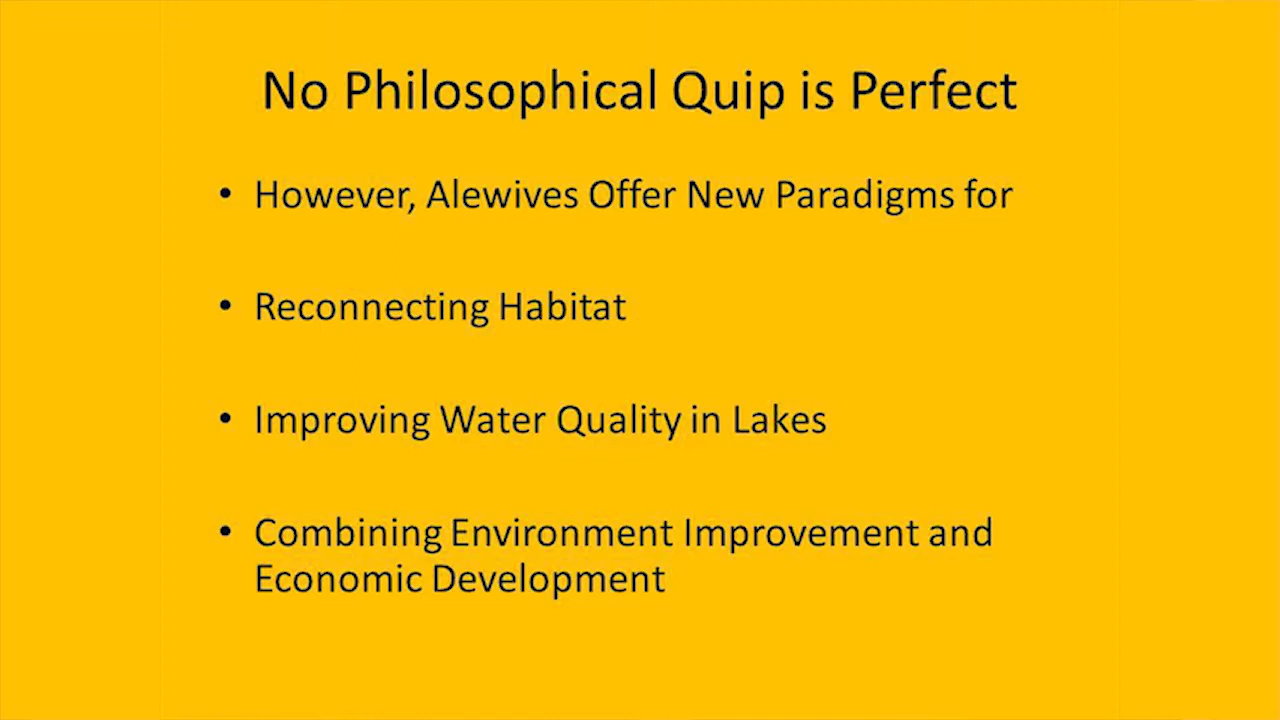 No Philosophical Quip is Perfect
• However, Alewives Offer New Paradigms for
• Reconnecting Habitat
• Improving Water Quality in Lakes
• Combining Environment Improvement and
Economic Development